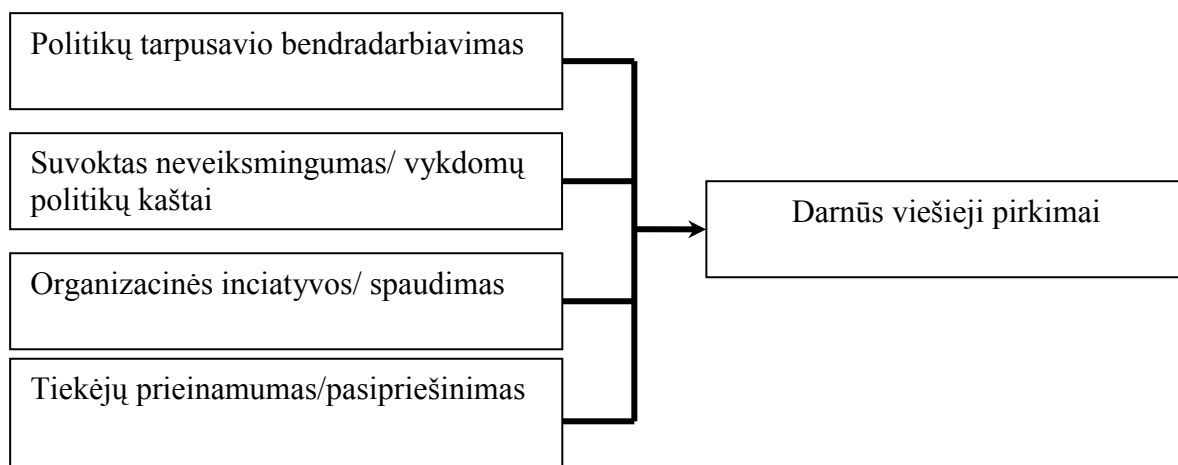 Politikų tarpusavio bendradarbiavimas
Suvoktas neveiksmingumas/ vykdomų
politikų kaštai
Organizacinės inciatyvos/ spaudimas
Tiekėjų prieinamumas/pasipriešinimas
Darnūs viešieji pirkimai